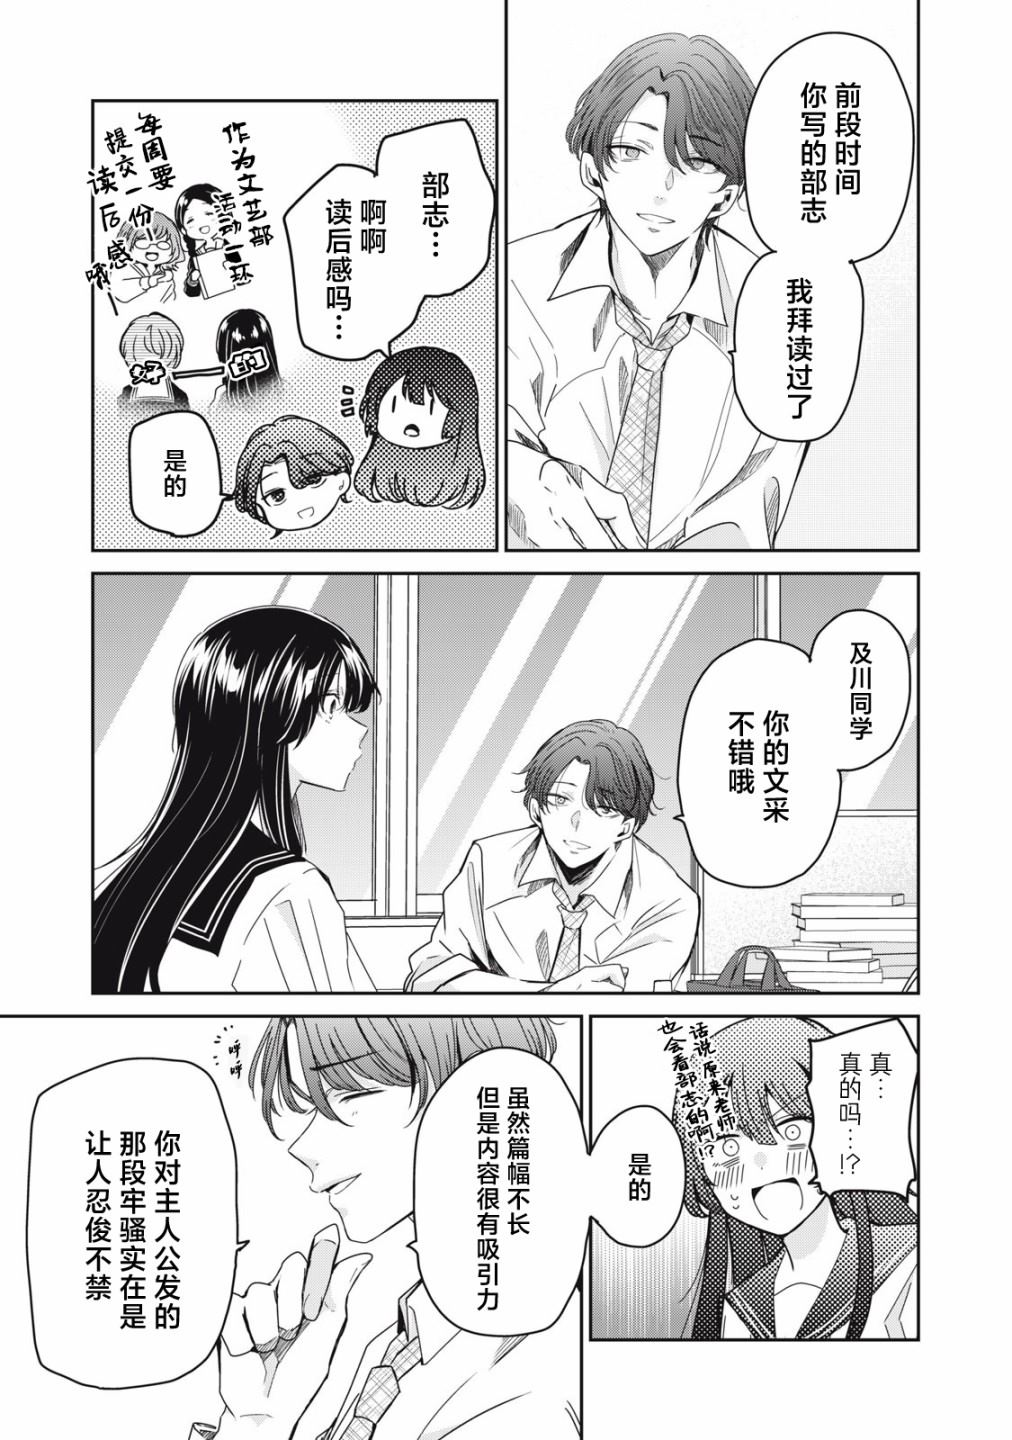 前段时间
你写的部志
我拜读过了
部志…
啊啊
读后感吗…
作为文艺部
活动一环
每周要
提交一份
读后感
哦
好——的
是的
及川同学
你的文采
不错哦
真…
真的吗…!?
话说原来老师
也会看部志的啊!?
是的
虽然篇幅不长
但是内容很有吸引力
呼呼
你对主人公发的
那段牢骚实在是
让人忍俊不禁